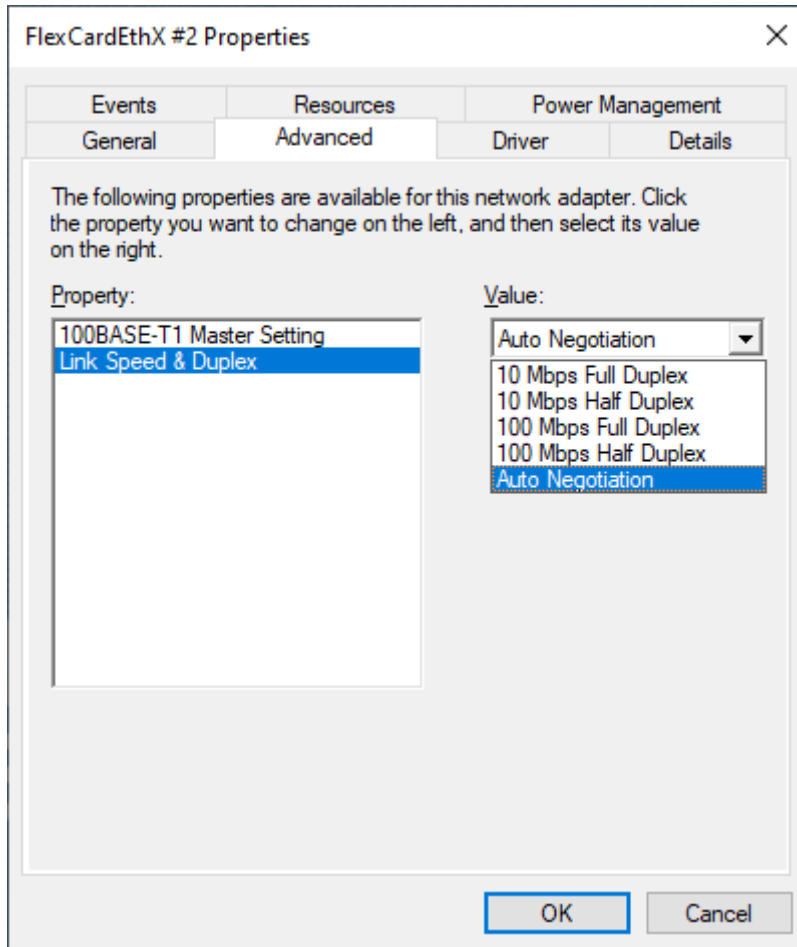 FlexCardEthX #2 Properties
Events
Resources
Power Management
General
Advanced
Driver
Details
The following properties are available for this network adapter. Click
the property you want to change on the left, and then select its value
on the right.
Property:
100BASE-T1 Master Setting
Link Speed & Duplex
Value:
Auto Negotiation
10 Mbps Full Duplex
10 Mbps Half Duplex
100 Mbps Full Duplex
100 Mbps Half Duplex
Auto Negotiation
OK
Cancel